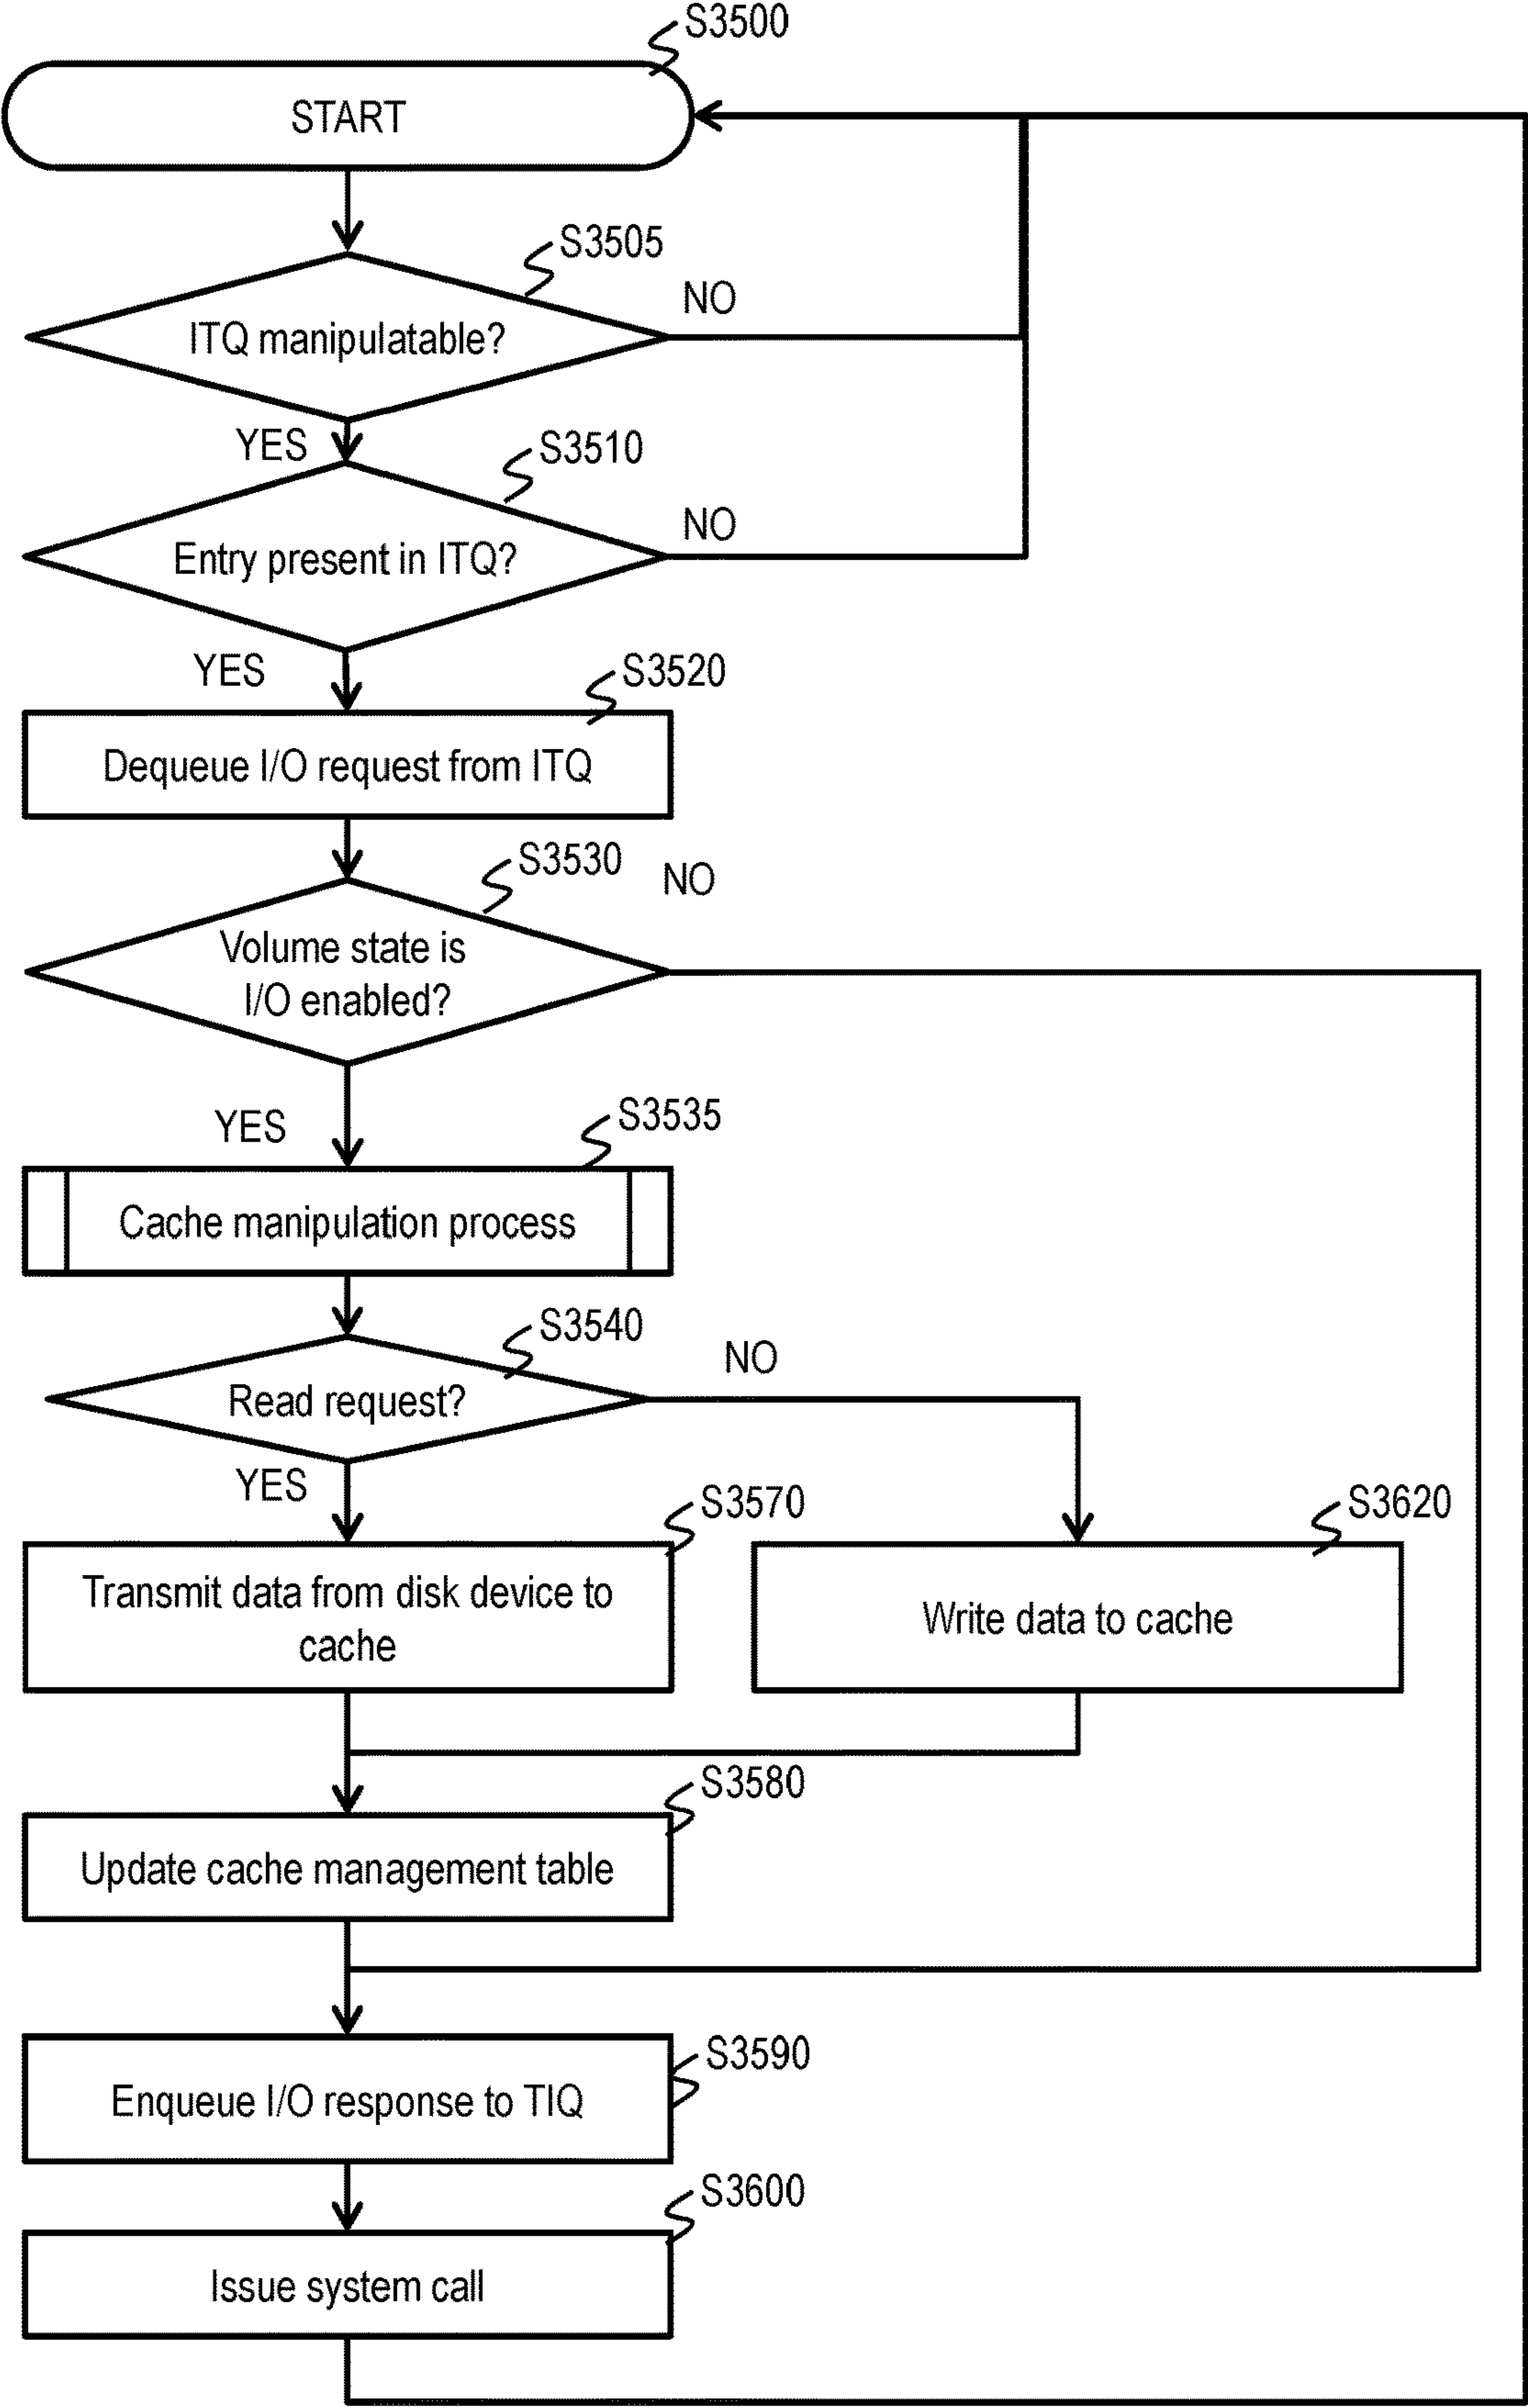 S3500
START
S3505
NO
ITQ manipulatable?
YES
S3510
NO
Entry present in ITQ?
YES
S3520
Dequeue I/O request from ITQ
S3530
NO
Volume state is
I/O enabled?
YES
S3535
Cache manipulation process
S3540
NO
Read request?
YES
S3570
S3620
Transmit data from disk device to
cache
Write data to cache
S3580
Update cache management table
S3590
Enqueue I/O response to TIQ
S3600
Issue system call